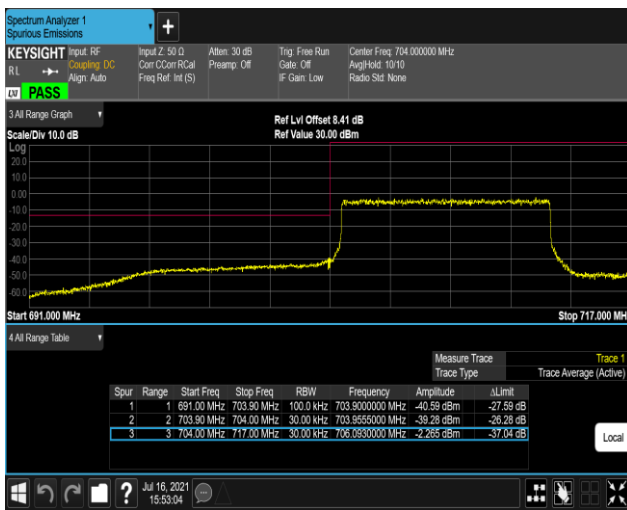 Spectrum Analyzer 1
Spurious Emissions
KEYSIGHT Input: RF Input Z: 50 Ω Atten: 30 dB Trig: Free Run Center Freq: 704.000000 MHz
RL Coupling: DC Corr CCorr RCal Preamp: Off Gate: Off Avg|Hold: 10/10
Align: Auto Freq Ref: Int (S) IF Gain: Low Radio Std: None
LXI PASS
3 All Range Graph
Ref Lvl Offset 8.41 dB
Scale/Div 10.0 dB Ref Value 30.00 dBm
Log
20.0
10.0
0.00
-10.0
-20.0
-30.0
-40.0
-50.0
-60.0
Start 691.000 MHz Stop 717.000 MH
4 All Range Table
Measure Trace Trace 1
Trace Type Trace Average (Active)
Spur Range Start Freq Stop Freq RBW Frequency Amplitude ΔLimit
1 1 691.00 MHz 703.90 MHz 100.0 kHz 703.9000000 MHz -40.59 dBm -27.59 dB
2 2 703.90 MHz 704.00 MHz 30.00 kHz 703.9555000 MHz -39.28 dBm -26.28 dB
3 3 704.00 MHz 717.00 MHz 30.00 kHz 706.0930000 MHz -2.265 dBm -37.04 dB
Local
? Jul 16, 2021
15:53:04